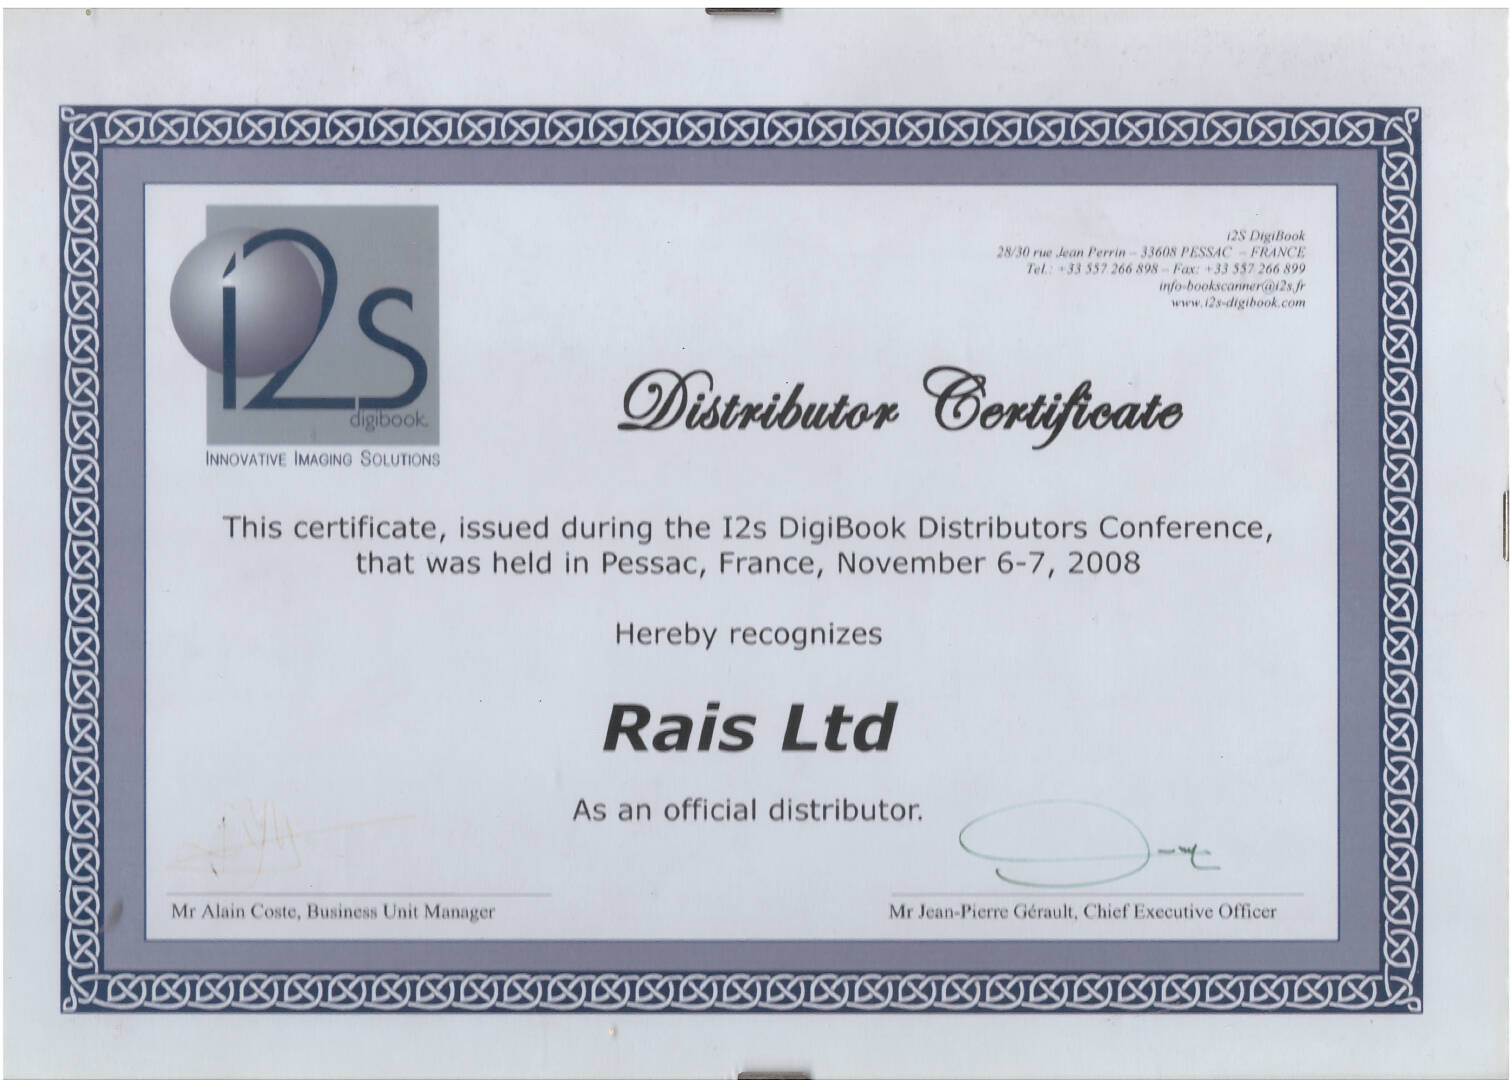 i2s
digibook
INNOVATIVE IMAGING SOLUTIONS
i2S DigiBook
28/30 rue Jean Perrin – 33608 PESSAC – FRANCE
Tel.: +33 557 266 898 – Fax: +33 557 266 899
info-bookscanner@i2s.fr
www.i2s-digibook.com
Distributor Certificate
This certificate, issued during the I2s DigiBook Distributors Conference,
that was held in Pessac, France, November 6-7, 2008
Hereby recognizes
Rais Ltd
As an official distributor.
Mr Alain Coste, Business Unit Manager
Mr Jean-Pierre Gérault, Chief Executive Officer